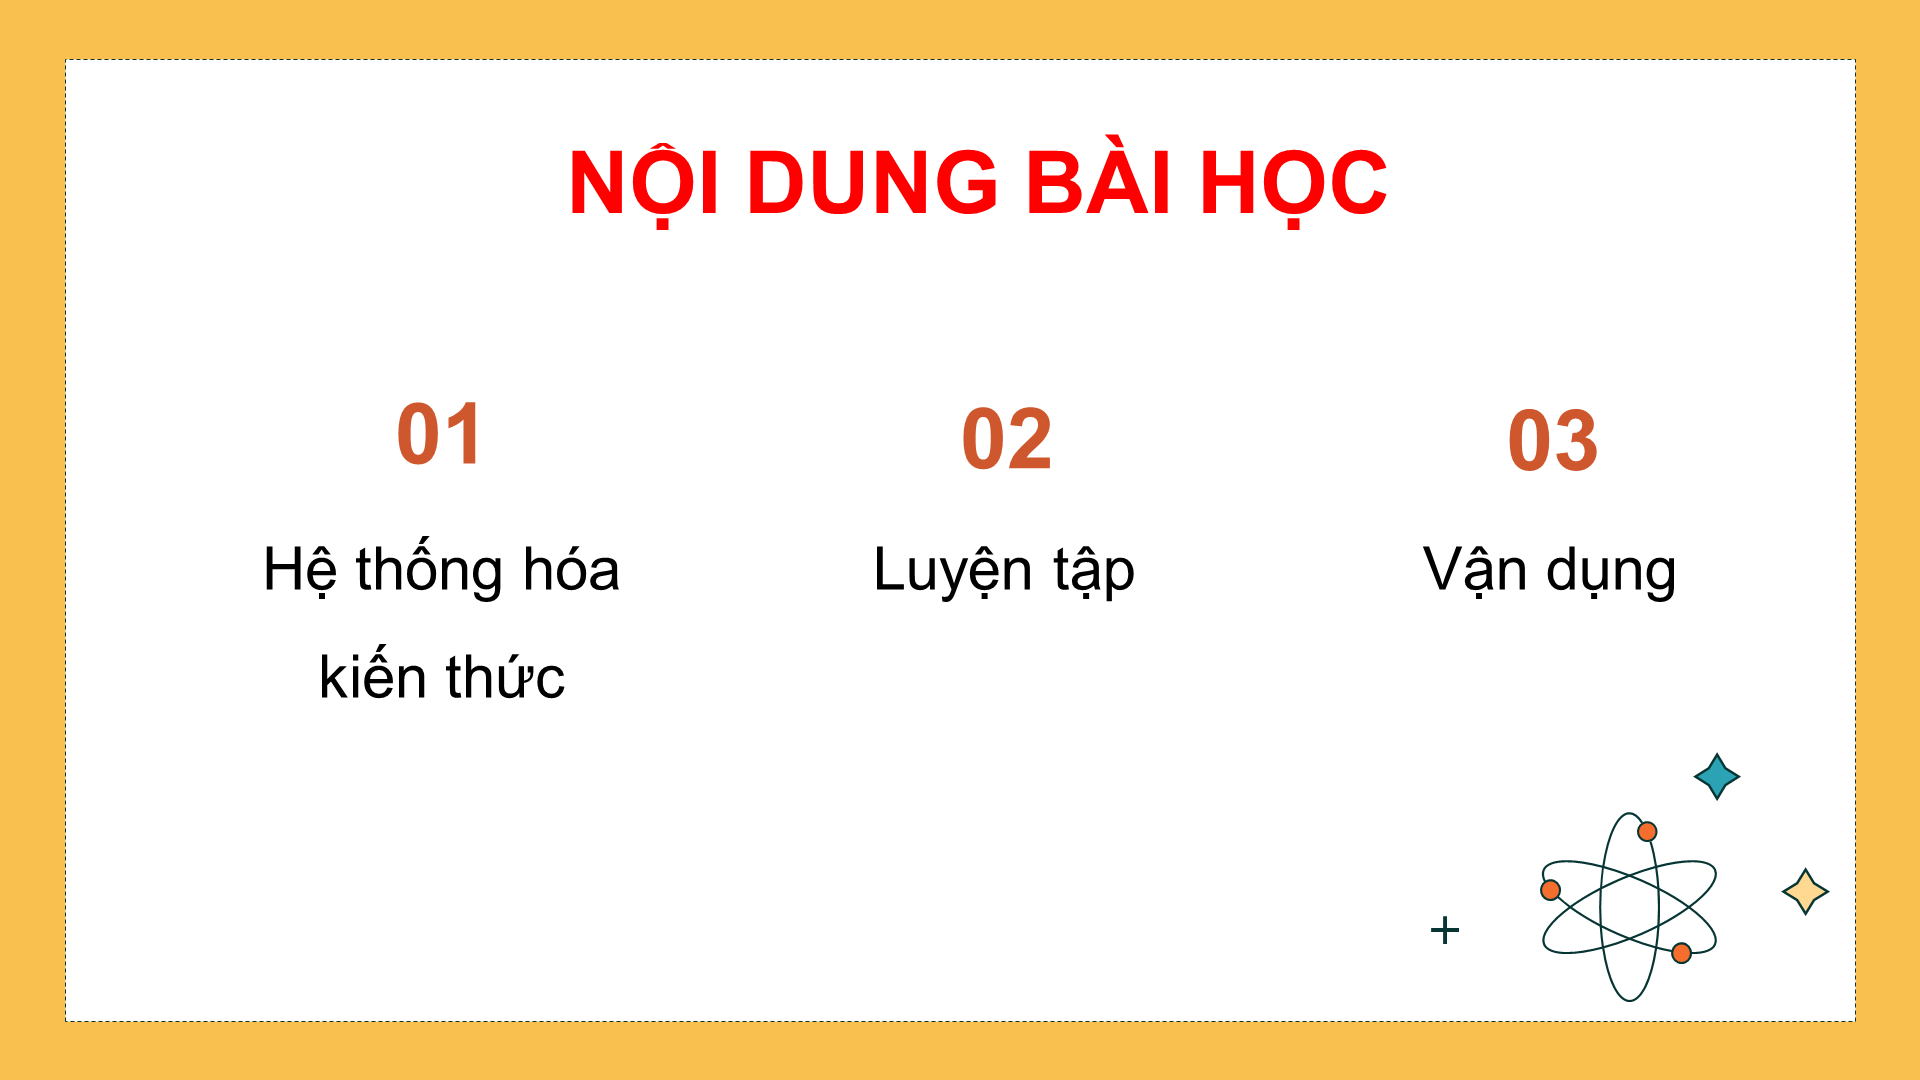 NỘI DUNG BÀI HỌC
01
Hệ thống hóa
kiến thức
02
Luyện tập
03
Vận dụng